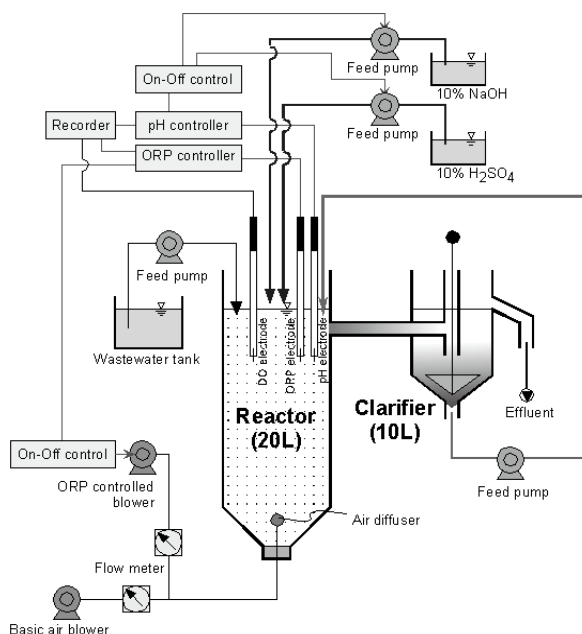 Feed pump
10% NaOH
On-Off control
Recorder
pH controller
Feed pump
ORP controller
10% H₂SO₄
Feed pump
Wastewater tank
DO electrode
ORP electrode
pH electrode
Reactor
(20L)
Clarifier
(10L)
Effluent
On-Off control
ORP controlled
blower
Feed pump
Air diffuser
Flow meter
Basic air blower